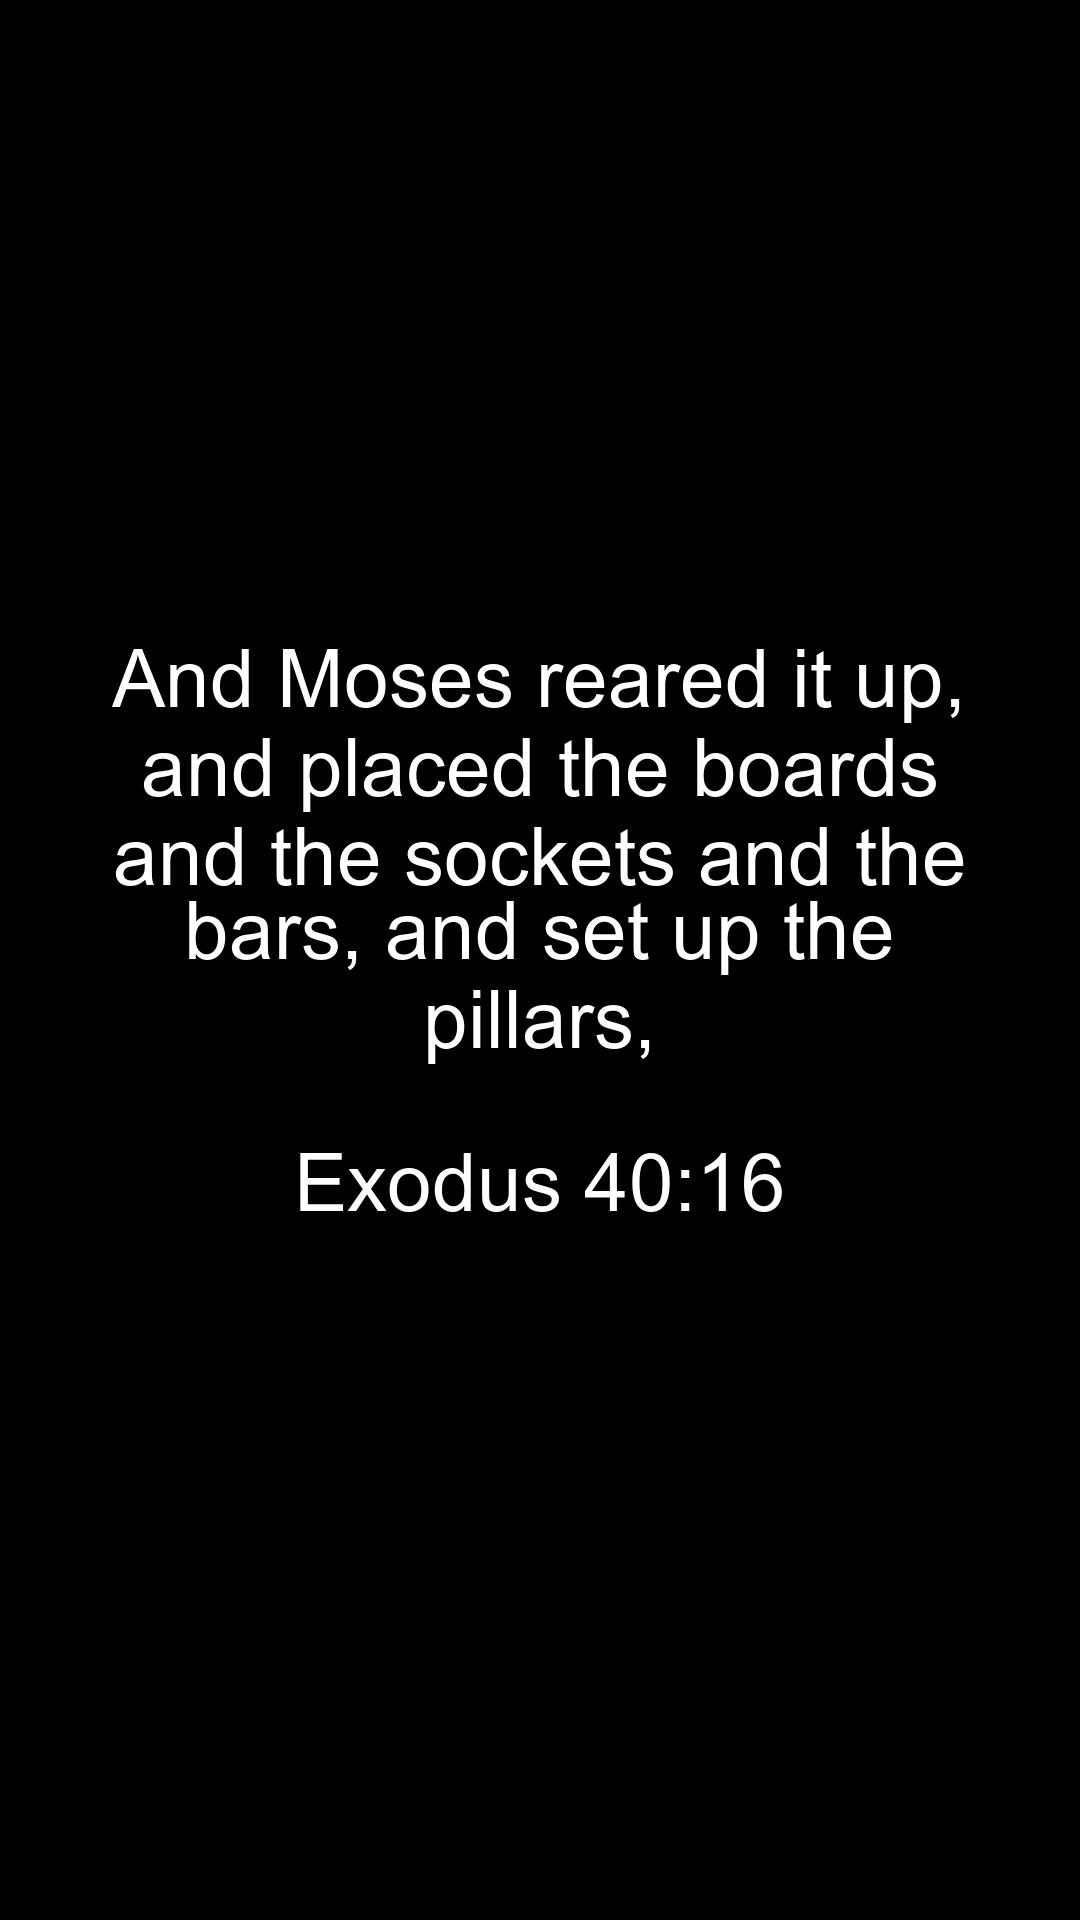 And Moses reared it up,
and placed the boards
and the sockets and the
bars, and set up the
pillars,
Exodus 40:16